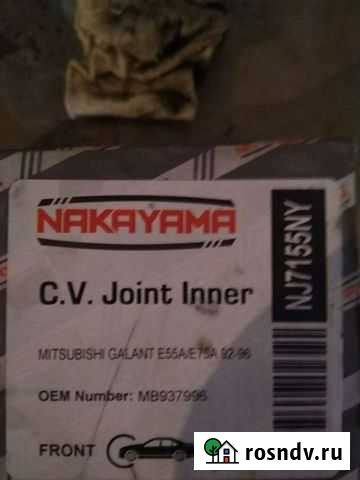 NAKAYAMA
C.V. Joint Inner
MITSUBISHI GALANT E55A/E75A 92-96
OEM Number: MB937996
FRONT
NJ7155NY
rosndv.ru